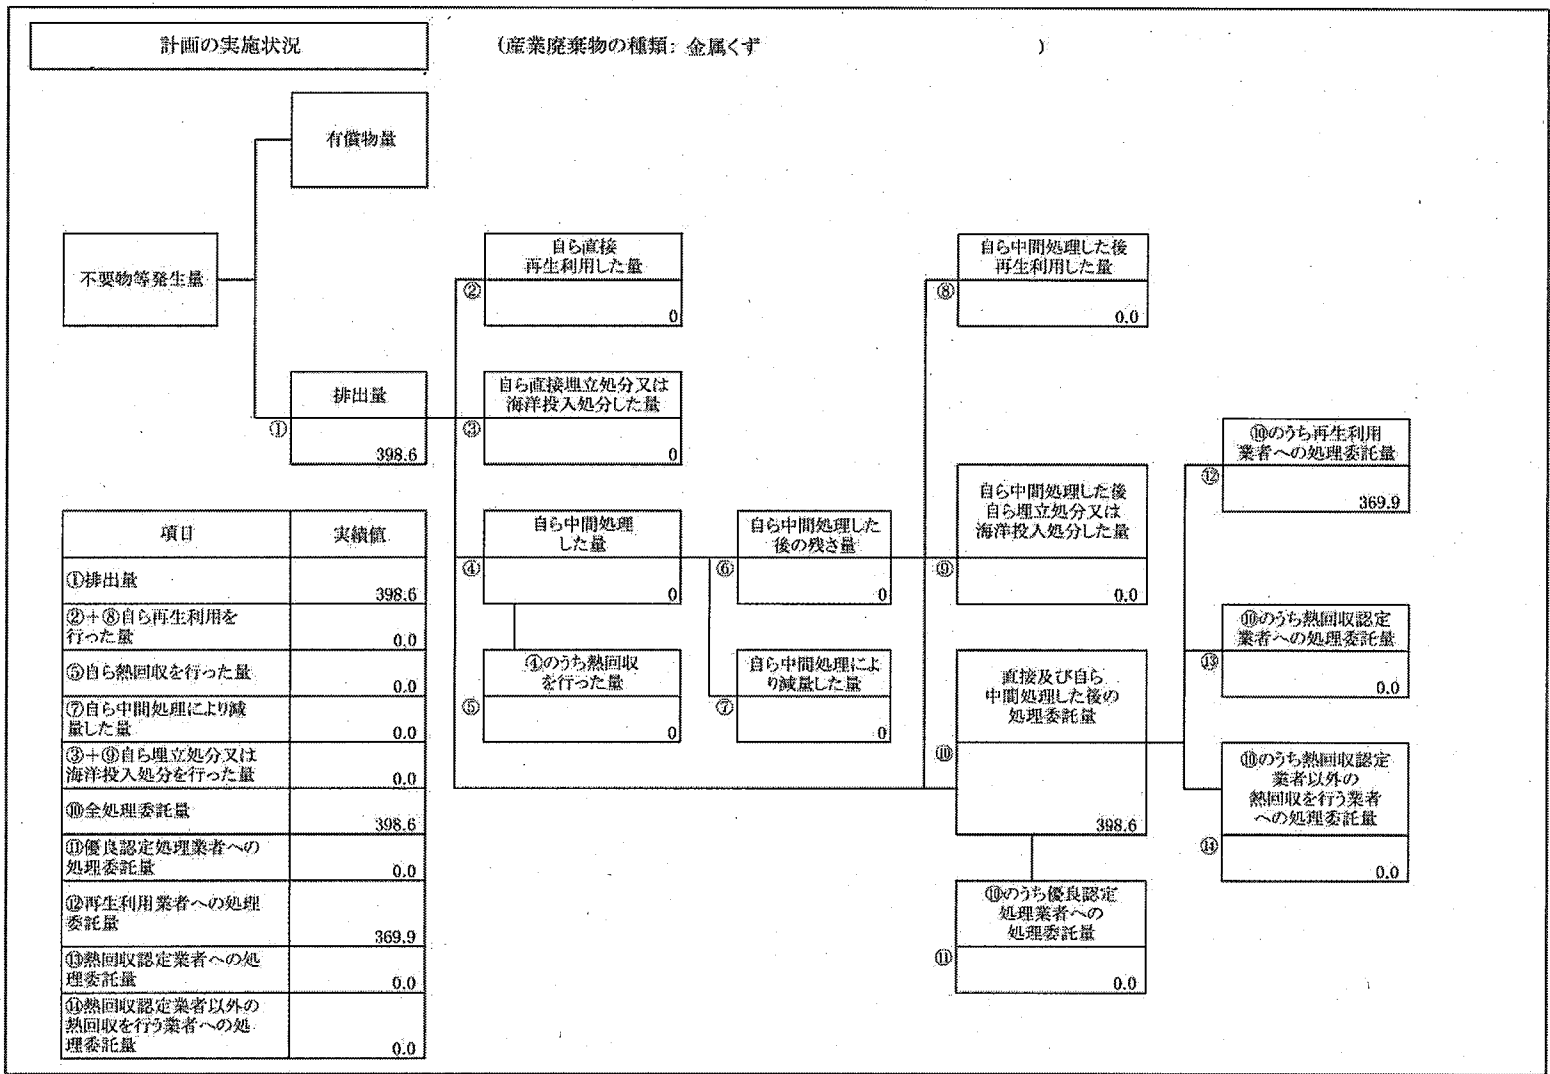 計画の実施状況
(産業廃棄物の種類: 金属くず )
有償物量
不要物等発生量
排出量
①
398.6
自ら直接
再生利用した量
②
0
自ら直接埋立処分又は
海洋投入処分した量
③
0
自ら中間処理
した量
④
0
④のうち熱回収
を行った量
⑤
0
自ら中間処理した
後の残さ量
⑥
0
自ら中間処理によ
り減量した量
⑦
0
自ら中間処理した後
再生利用した量
⑧
0.0
自ら中間処理した後
自ら埋立処分又は
海洋投入処分した量
⑨
0.0
直接及び自ら
中間処理した後の
処理委託量
⑩
398.6
⑩のうち優良認定
処理業者への
処理委託量
⑪
0.0
⑩のうち再生利用
業者への処理委託量
⑫
369.9
⑩のうち熱回収認定
業者への処理委託量
⑬
0.0
⑩のうち熱回収認定
業者以外の
熱回収を行う業者
への処理委託量
⑭
0.0
項目 実績値
①排出量
398.6
②+⑧自ら再生利用を
行った量
0.0
⑤自ら熱回収を行った量
0.0
⑦自ら中間処理により減
量した量
0.0
③+⑨自ら埋立処分又は
海洋投入処分を行った量
0.0
⑩全処理委託量
398.6
⑪優良認定処理業者への
処理委託量
0.0
⑫再生利用業者への処理
委託量
369.9
⑬熱回収認定業者への処
理委託量
0.0
⑭熱回収認定業者以外の
熱回収を行う業者への処
理委託量
0.0